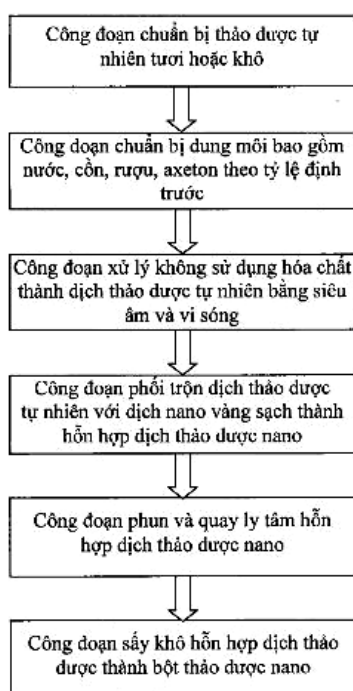 Công đoạn chuẩn bị thảo dược tự
nhiên tươi hoặc khô
Công đoạn chuẩn bị dung môi bao gồm
nước, cồn, rượu, axeton theo tỷ lệ định
trước
Công đoạn xử lý không sử dụng hóa chất
thành dịch thảo dược tự nhiên bằng siêu
âm và vi sóng
Công đoạn phối trộn dịch thảo dược
tự nhiên với dịch nano vàng sạch thành
hỗn hợp dịch thảo dược nano
Công đoạn phun và quay ly tâm hỗn
hợp dịch thảo dược nano
Công đoạn sấy khô hỗn hợp dịch thảo
dược thành bột thảo dược nano